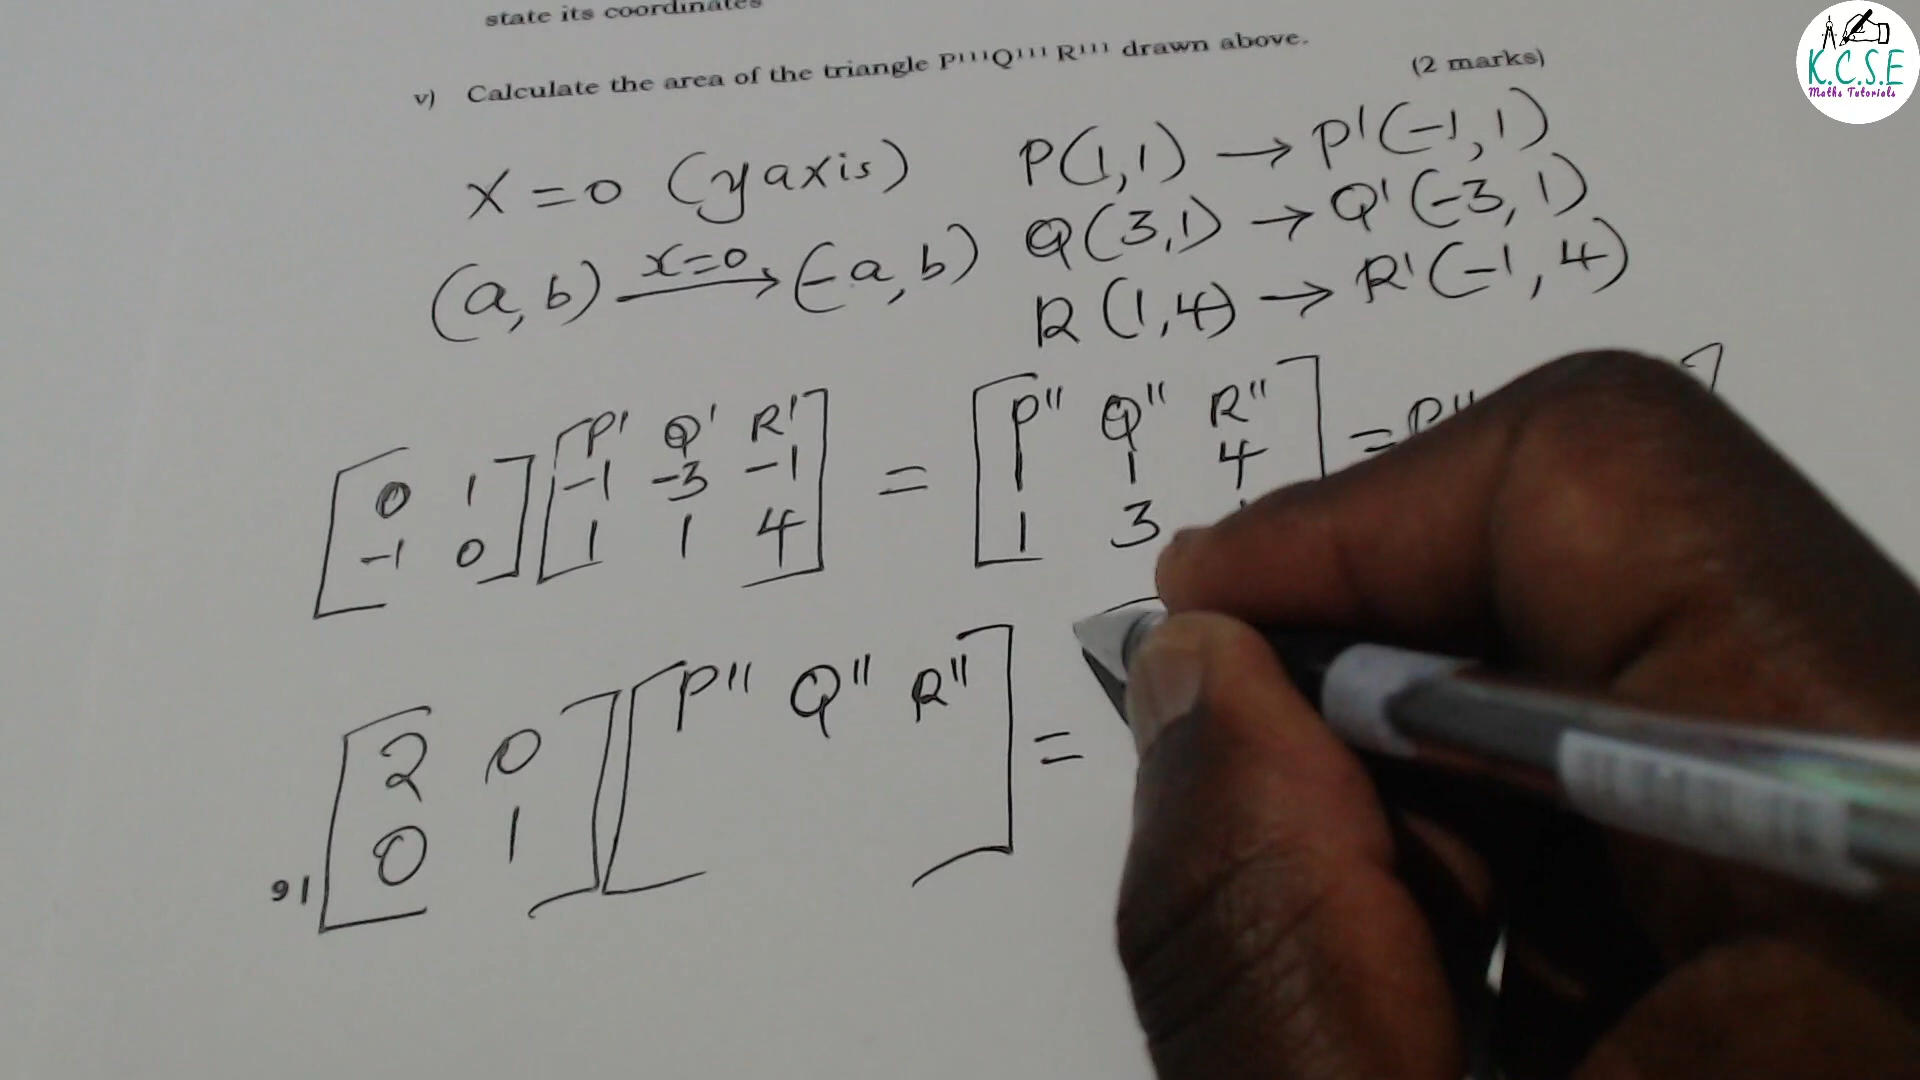 state its coordinates
v) Calculate the area of the triangle P'''Q''' R''' drawn above.
(2 marks)
K.C.S.E
Maths Tutorials
X = 0 (y axis)
(a, b) x=0 → (-a, b)
P(1, 1) → P'(-1, 1)
Q(3, 1) → Q'(-3, 1)
R(1, 4) → R'(-1, 4)
P' Q' R' = P'' Q'' R'' = P''
0 1 -1 -3 -1 1 1 4
-1 0 1 1 4 1 3
2 0 P'' Q'' R'' =
0 1
91